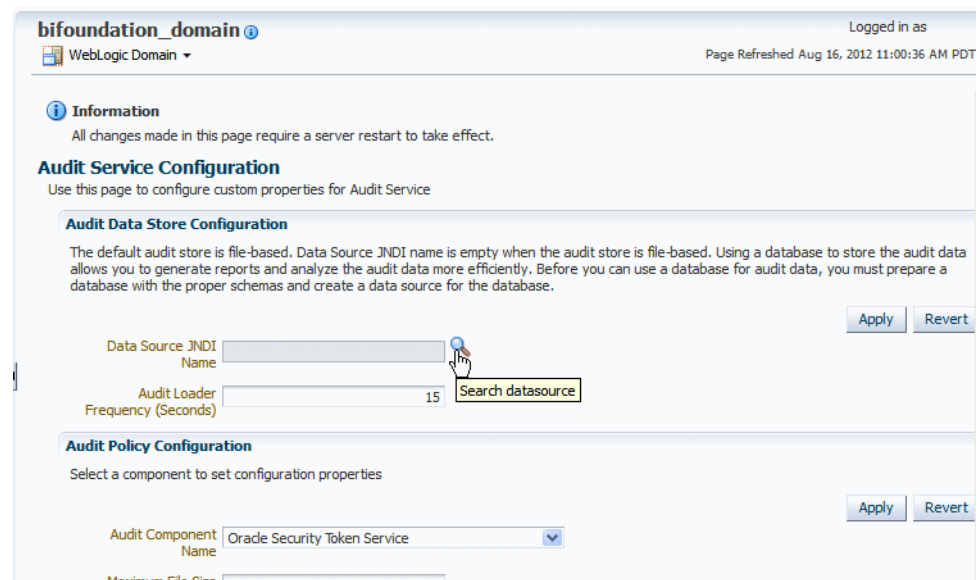 bifoundation_domain
Logged in as
WebLogic Domain
Page Refreshed Aug 16, 2012 11:00:36 AM PDT
Information
All changes made in this page require a server restart to take effect.
Audit Service Configuration
Use this page to configure custom properties for Audit Service
Audit Data Store Configuration
The default audit store is file-based. Data Source JNDI name is empty when the audit store is file-based. Using a database to store the audit data
allows you to generate reports and analyze the audit data more efficiently. Before you can use a database for audit data, you must prepare a
database with the proper schemas and create a data source for the database.
Apply Revert
Data Source JNDI
Name
Search datasource
Audit Loader
Frequency (Seconds)
15
Audit Policy Configuration
Select a component to set configuration properties
Apply Revert
Audit Component
Name
Oracle Security Token Service
Maximum File Size